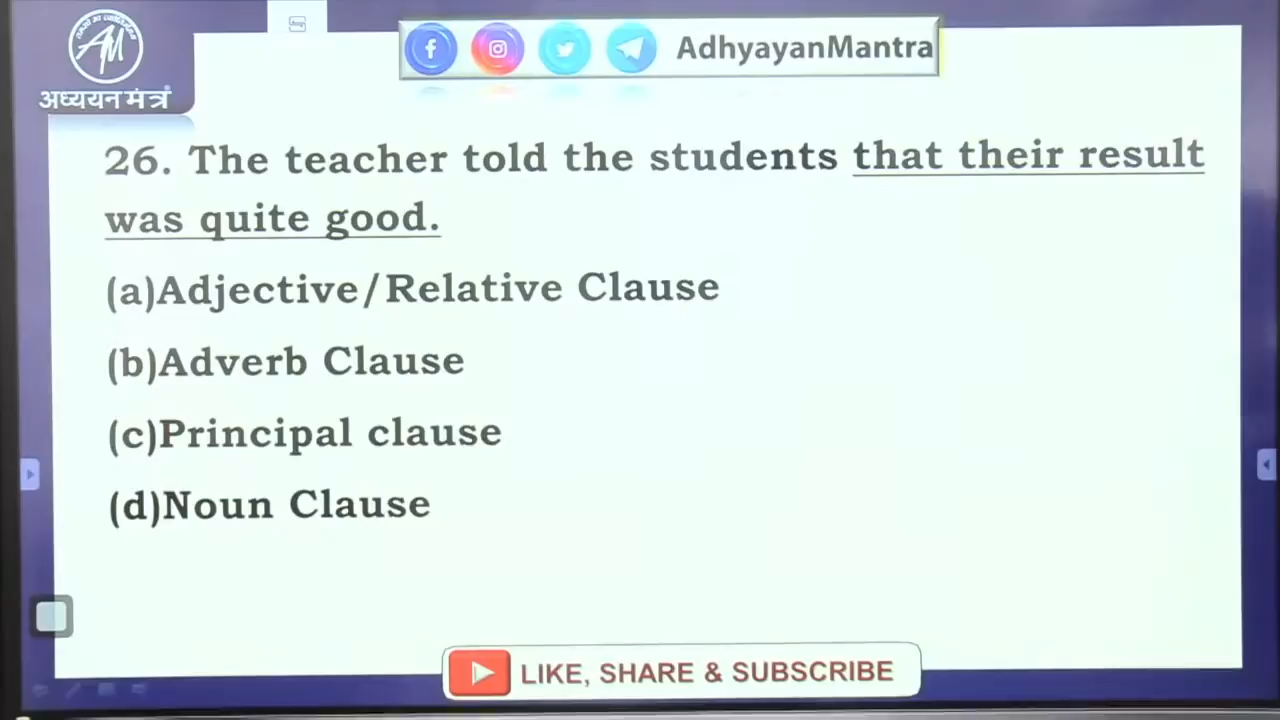 अध्ययन मंत्रं
AdhyayanMantra
26. The teacher told the students that their result
was quite good.
(a)Adjective/Relative Clause
(b)Adverb Clause
(c)Principal clause
(d)Noun Clause
LIKE, SHARE & SUBSCRIBE